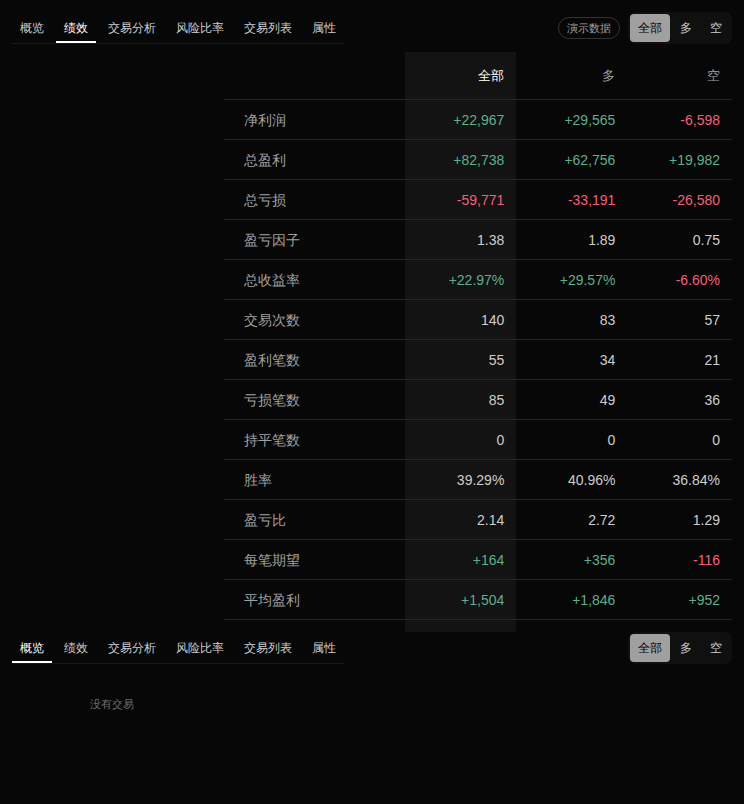 概览 绩效 交易分析 风险比率 交易列表 属性 演示数据 全部 多 空
全部 多 空
净利润 +22,967 +29,565 -6,598
总盈利 +82,738 +62,756 +19,982
总亏损 -59,771 -33,191 -26,580
盈亏因子 1.38 1.89 0.75
总收益率 +22.97% +29.57% -6.60%
交易次数 140 83 57
盈利笔数 55 34 21
亏损笔数 85 49 36
持平笔数 0 0 0
胜率 39.29% 40.96% 36.84%
盈亏比 2.14 2.72 1.29
每笔期望 +164 +356 -116
平均盈利 +1,504 +1,846 +952
概览 绩效 交易分析 风险比率 交易列表 属性 全部 多 空
没有交易